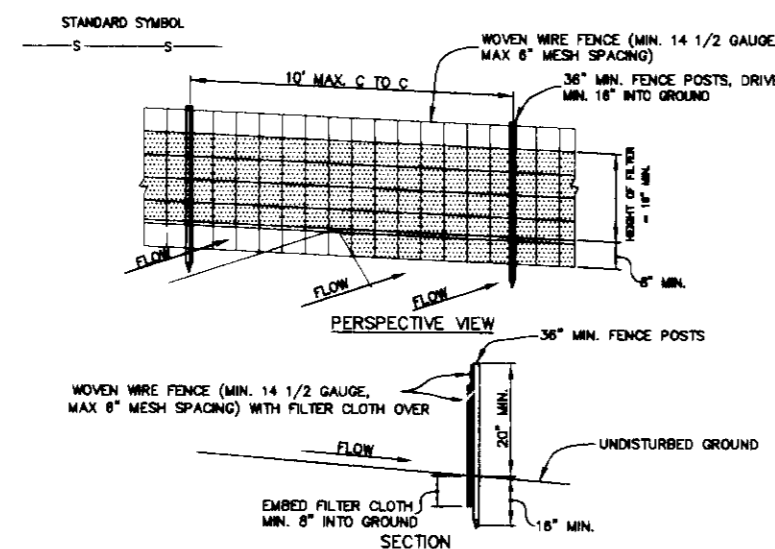 STANDARD SYMBOL
S S
WOVEN WIRE FENCE (MIN. 14 1/2 GAUGE
MAX 6" MESH SPACING)
10' MAX. C TO C
36" MIN. FENCE POSTS, DRIVE
MIN. 16" INTO GROUND
HEIGHT OF FILTER
= 16" MIN.
FLOW
FLOW
FLOW
6" MIN.
PERSPECTIVE VIEW
36" MIN. FENCE POSTS
WOVEN WIRE FENCE (MIN. 14 1/2 GAUGE,
MAX 6" MESH SPACING) WITH FILTER CLOTH OVER
20" MIN.
FLOW
UNDISTURBED GROUND
EMBED FILTER CLOTH
MIN. 8" INTO GROUND
16" MIN.
SECTION